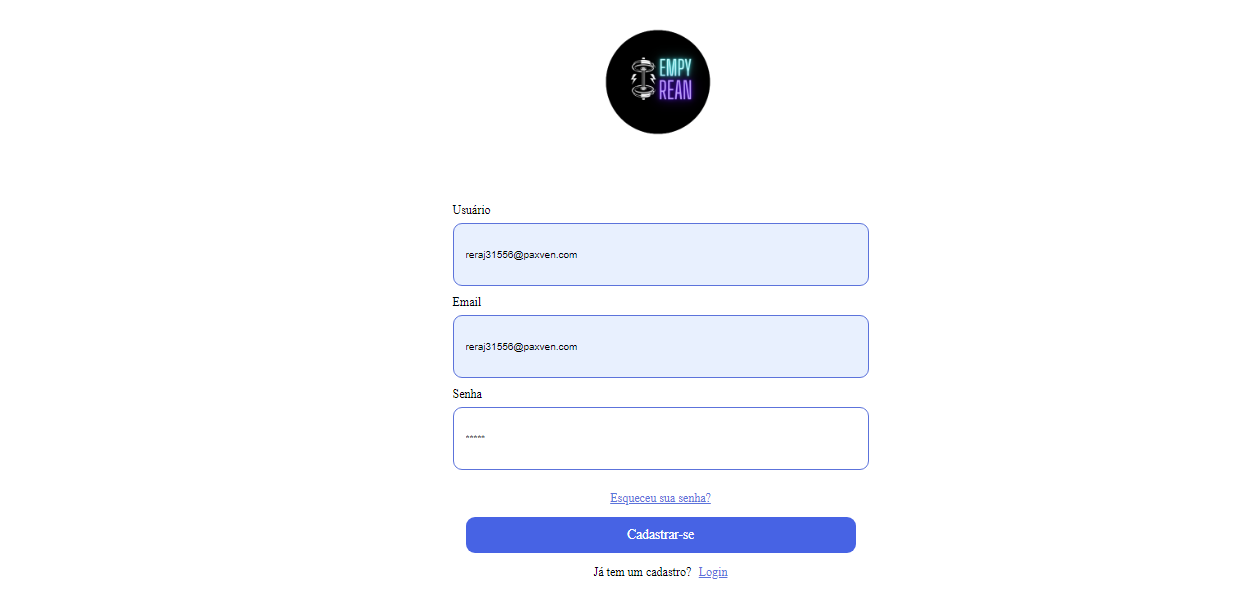 EMPY
REAN
Usuário
reraj31556@paxven.com
Email
reraj31556@paxven.com
Senha
*****
Esqueceu sua senha?
Cadastrar-se
Já tem um cadastro? Login